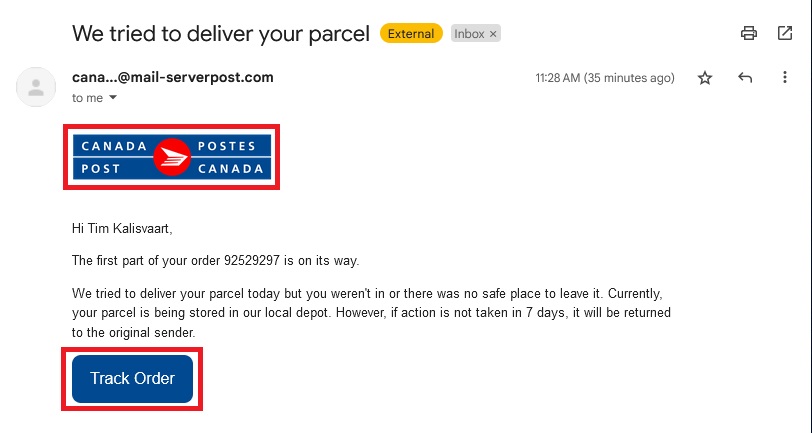 We tried to deliver your parcel External Inbox ×
cana...@mail-serverpost.com 11:28 AM (35 minutes ago)
to me
CANADA POSTES
POST CANADA
Hi Tim Kalisvaart,
The first part of your order 92529297 is on its way.
We tried to deliver your parcel today but you weren't in or there was no safe place to leave it. Currently,
your parcel is being stored in our local depot. However, if action is not taken in 7 days, it will be returned
to the original sender.
Track Order